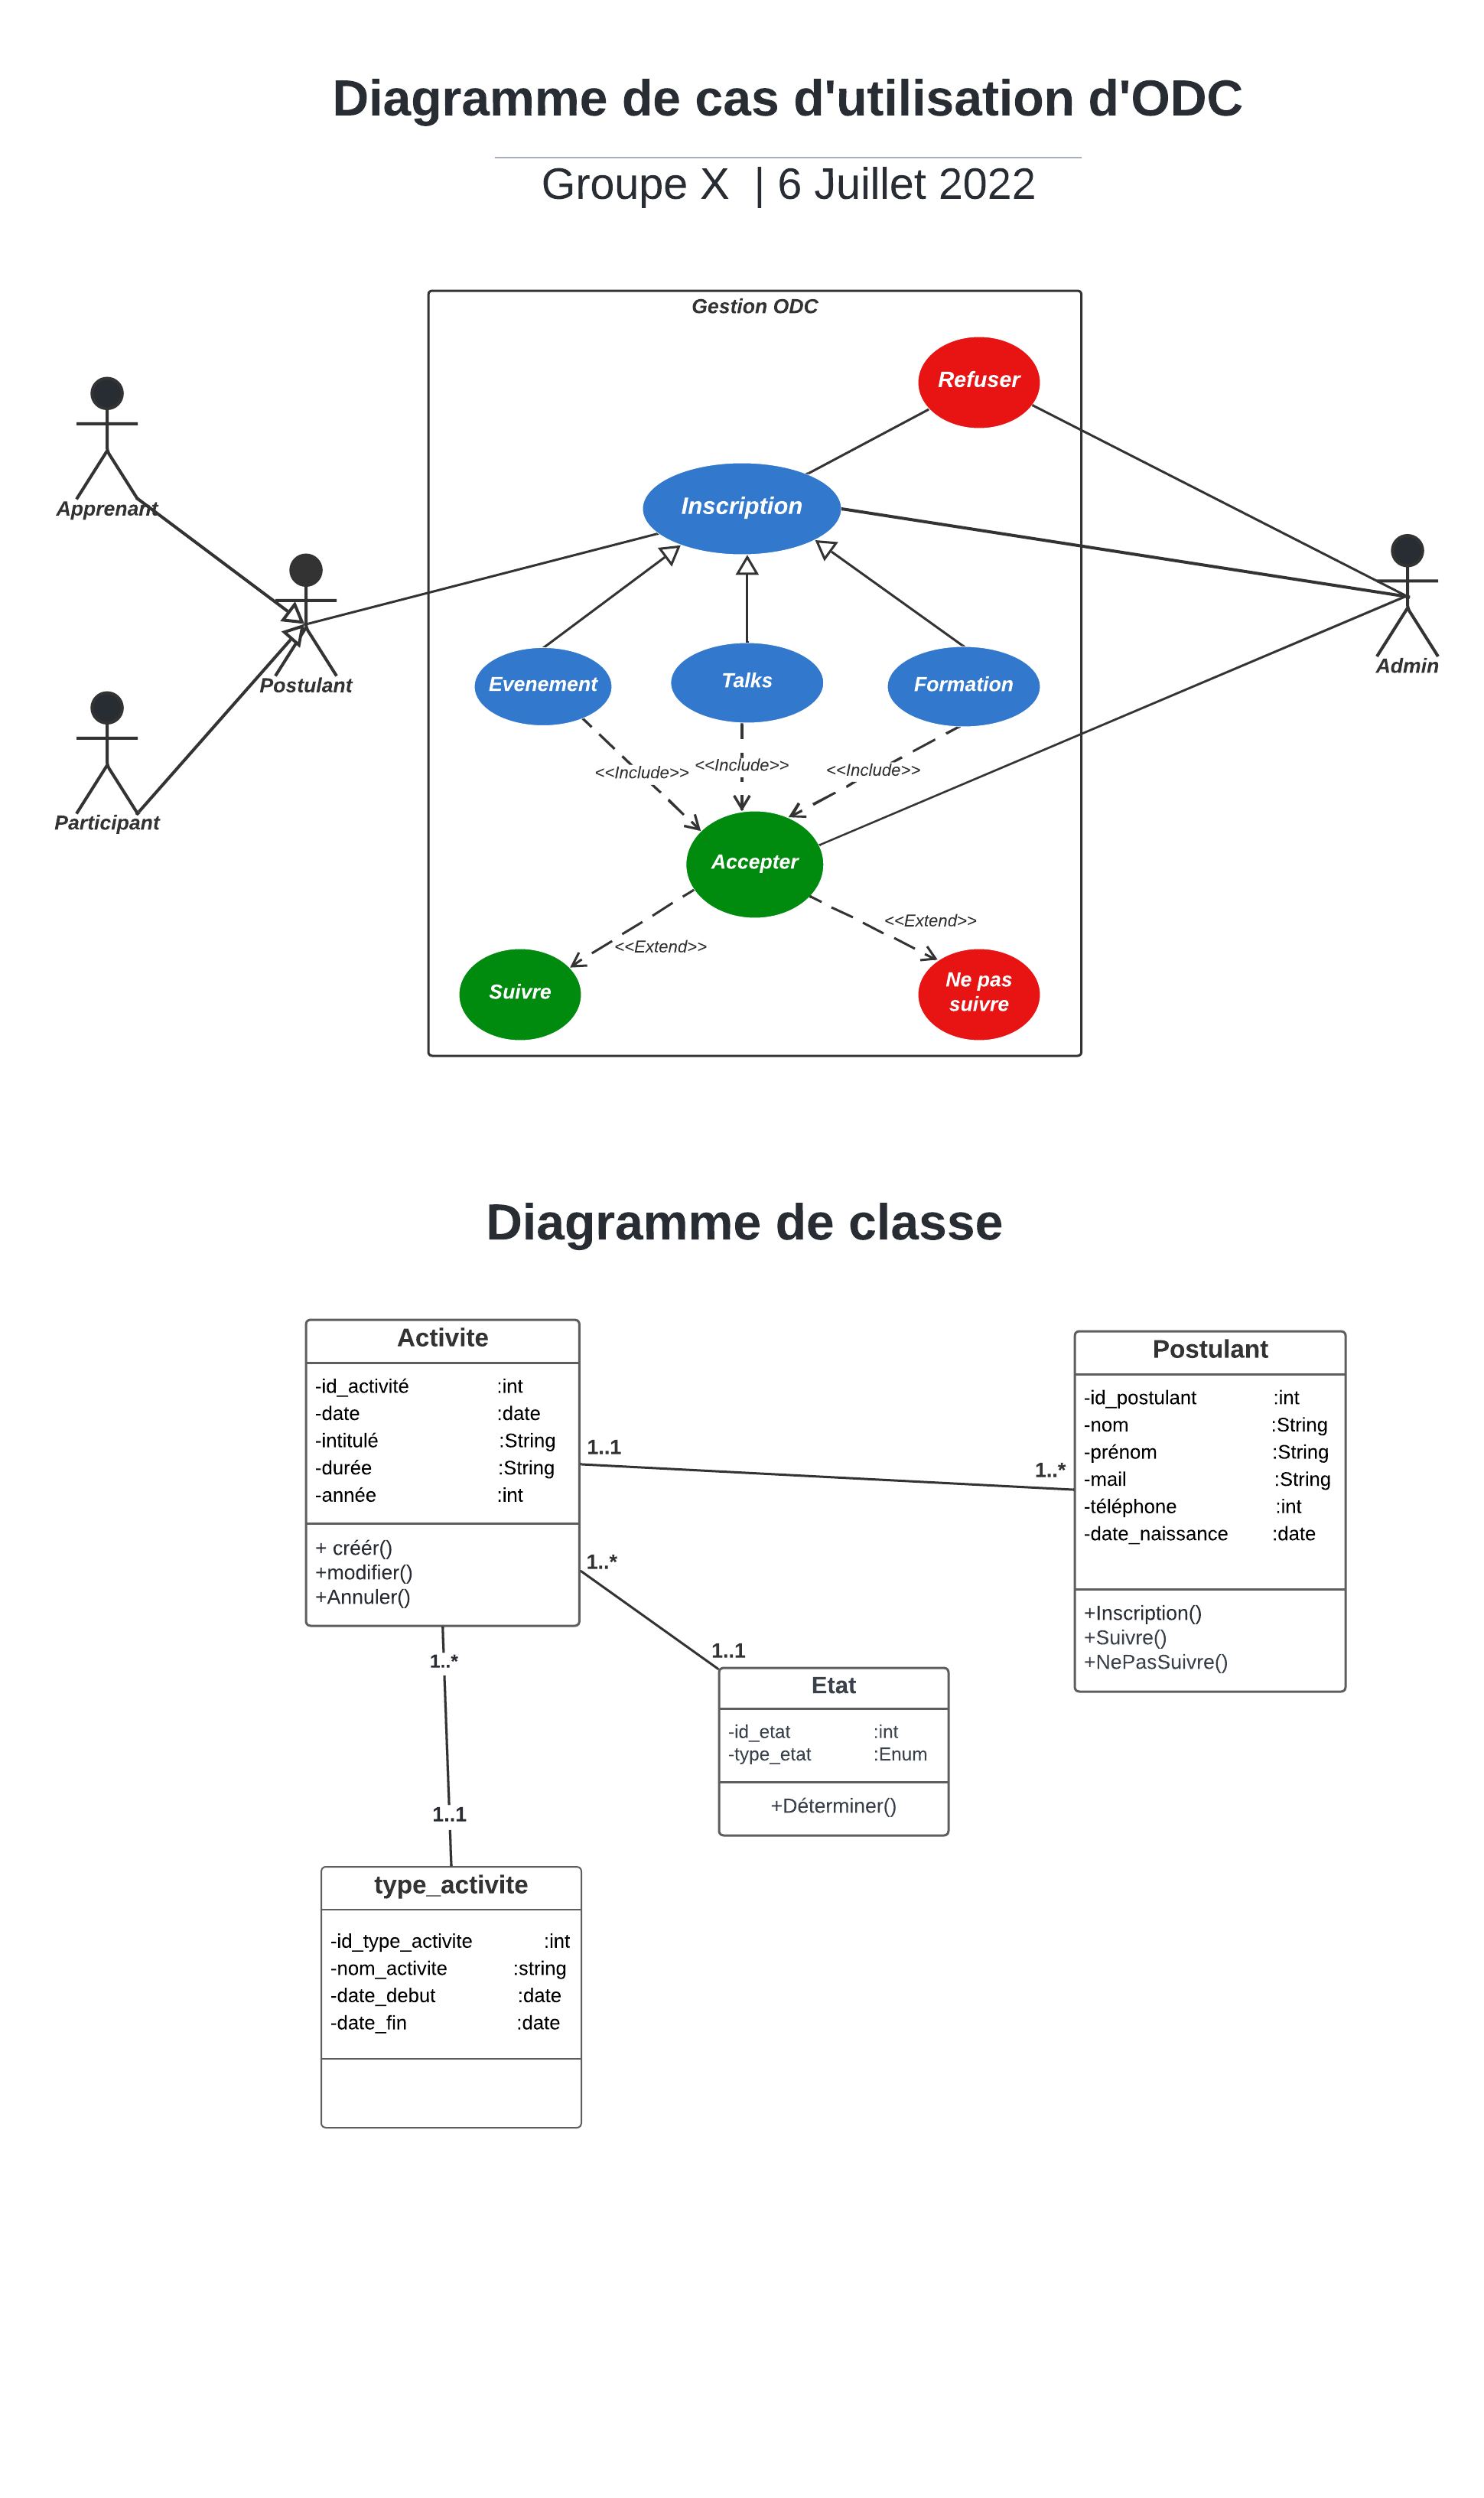 Diagramme de cas d'utilisation d'ODC
Groupe X | 6 Juillet 2022
Gestion ODC
Refuser
Apprenant
Inscription
Postulant
Admin
Evenement
Talks
Formation
<<Include>>
<<Include>>
<<Include>>
Participant
Accepter
<<Extend>>
<<Extend>>
Suivre
Ne pas
suivre
Diagramme de classe
Activite
-id_activité :int
-date :date
-intitulé :String
-durée :String
-année :int
+ créér()
+modifier()
+Annuler()
1..1
1..*
Postulant
-id_postulant :int
-nom :String
-prénom :String
-mail :String
-téléphone :int
-date_naissance :date
+Inscription()
+Suivre()
+NePasSuivre()
1..*
1..1
Etat
-id_etat :int
-type_etat :Enum
+Déterminer()
1..*
1..1
type_activite
-id_type_activite :int
-nom_activite :string
-date_debut :date
-date_fin :date